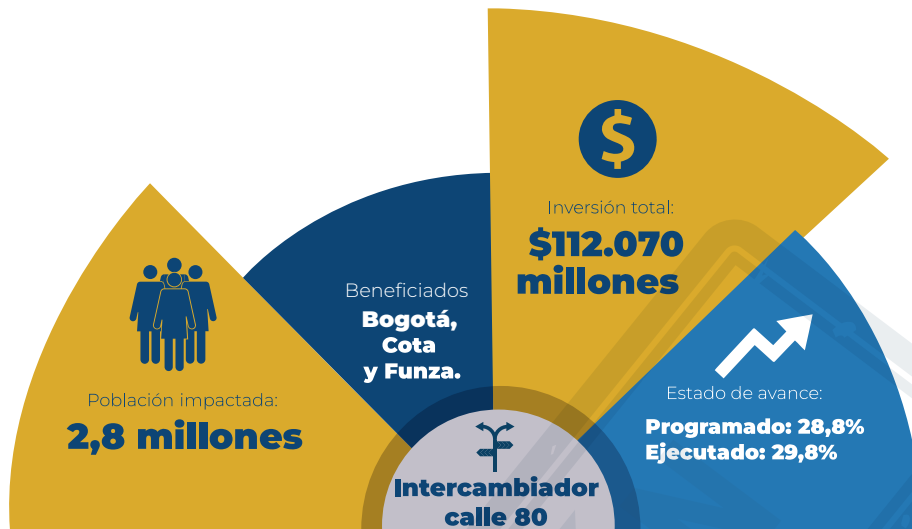 Población impactada:
2,8 millones
Beneficiados
Bogotá,
Cota
y Funza.
$
Inversión total:
$112.070
millones
Estado de avance:
Programado: 28,8%
Ejecutado: 29,8%
Intercambiador
calle 80